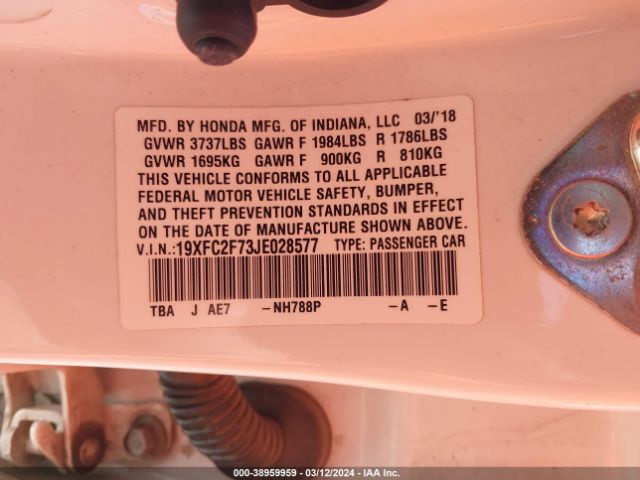 MFD. BY HONDA MFG. OF INDIANA, LLC 03/'18
GVWR 3737LBS GAWR F 1984LBS R 1786LBS
GVWR 1695KG GAWR F 900KG R 810KG
THIS VEHICLE CONFORMS TO ALL APPLICABLE
FEDERAL MOTOR VEHICLE SAFETY, BUMPER,
AND THEFT PREVENTION STANDARDS IN EFFECT
ON THE DATE OF MANUFACTURE SHOWN ABOVE.
V.I.N.:19XFC2F73JE028577 TYPE: PASSENGER CAR
TBA J AE7 -NH788P -A -E
000-38959959 - 03/12/2024 - IAA Inc.